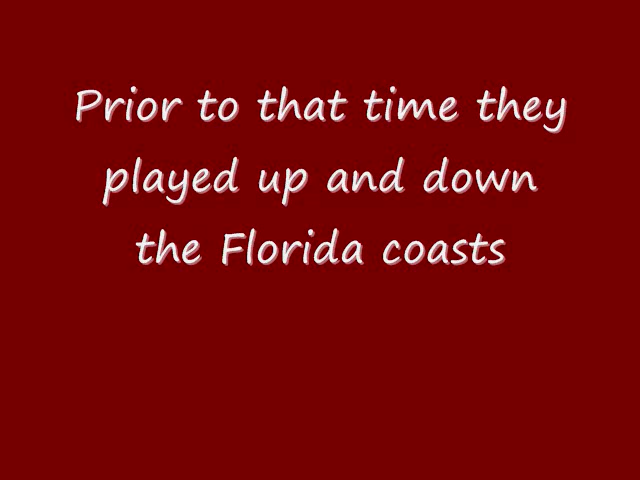 Prior to that time they
played up and down
the Florida coasts